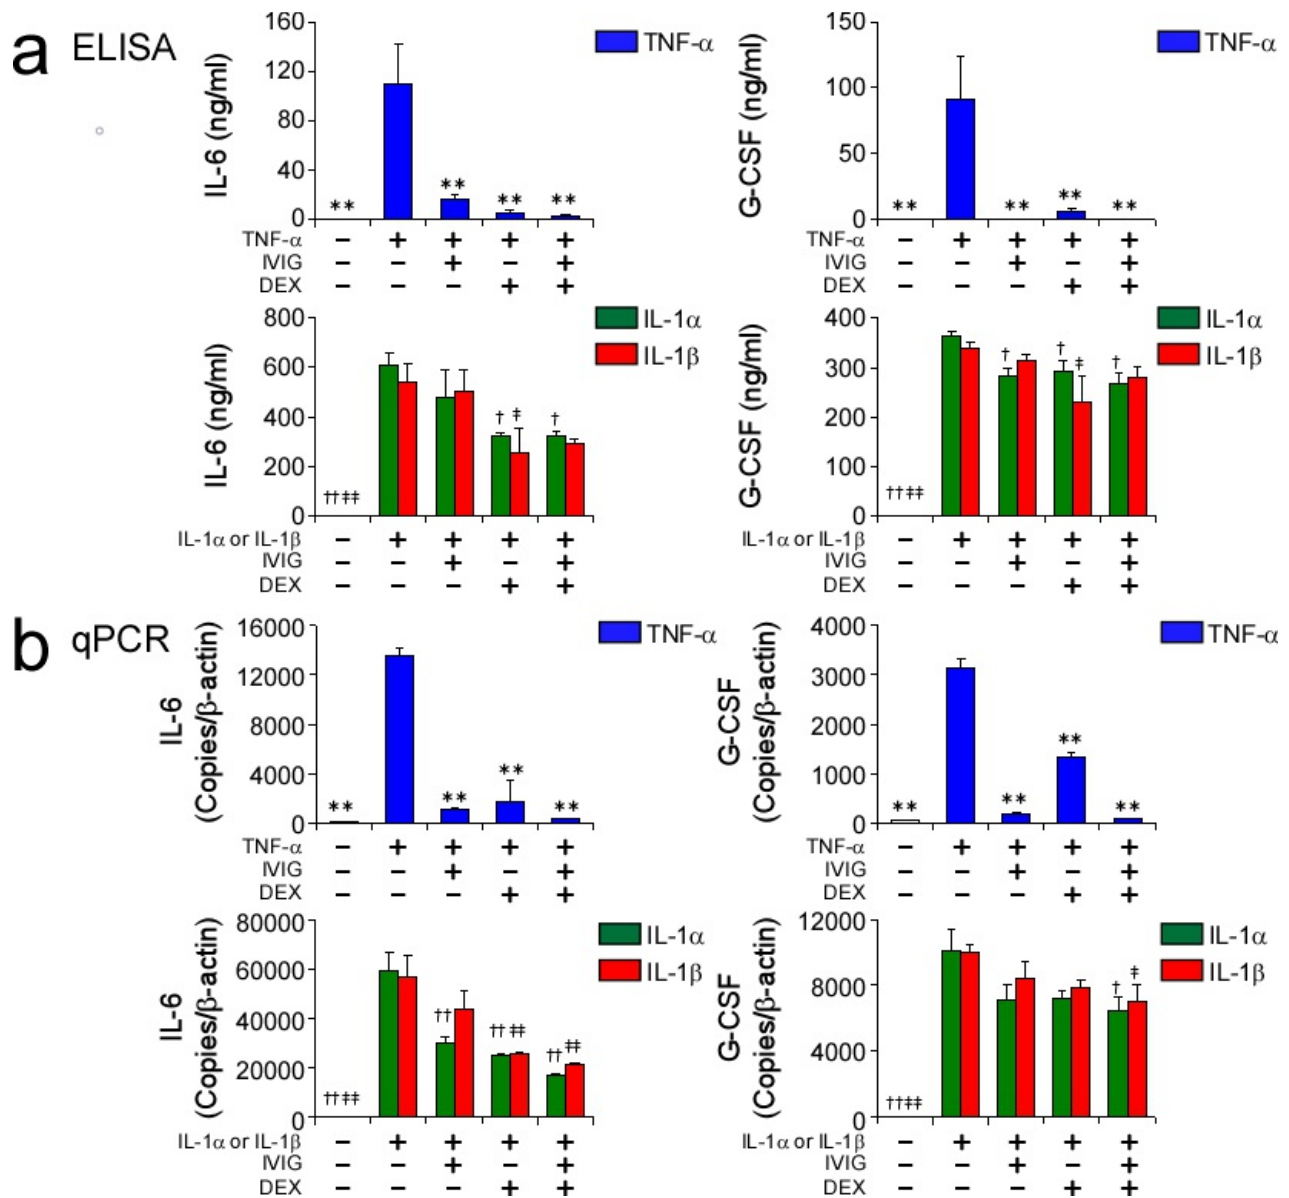 a ELISA
160
120
80
40
0
IL-6 (ng/ml)
TNF-α
** ** ** **
TNF-α − + + + +
IVIG − − + − +
DEX − − − + +
150
100
50
0
G-CSF (ng/ml)
TNF-α
** ** ** **
TNF-α − + + + +
IVIG − − + − +
DEX − − − + +
800
600
400
200
0
IL-6 (ng/ml)
IL-1α
IL-1β
††‡‡ † ‡ †
IL-1α or IL-1β − + + + +
IVIG − − + − +
DEX − − − + +
400
300
200
100
0
G-CSF (ng/ml)
IL-1α
IL-1β
††‡‡ † † ‡ †
IL-1α or IL-1β − + + + +
IVIG − − + − +
DEX − − − + +
b qPCR
16000
12000
8000
4000
0
IL-6
(Copies/β-actin)
TNF-α
** ** ** **
TNF-α − + + + +
IVIG − − + − +
DEX − − − + +
4000
3000
2000
1000
0
G-CSF
(Copies/β-actin)
TNF-α
** ** ** **
TNF-α − + + + +
IVIG − − + − +
DEX − − − + +
80000
60000
40000
20000
0
IL-6
(Copies/β-actin)
IL-1α
IL-1β
††‡‡ †† †† ‡‡ †† ‡‡
IL-1α or IL-1β − + + + +
IVIG − − + − +
DEX − − − + +
12000
8000
4000
0
G-CSF
(Copies/β-actin)
IL-1α
IL-1β
††‡‡ † ‡
IL-1α or IL-1β − + + + +
IVIG − − + − +
DEX − − − + +